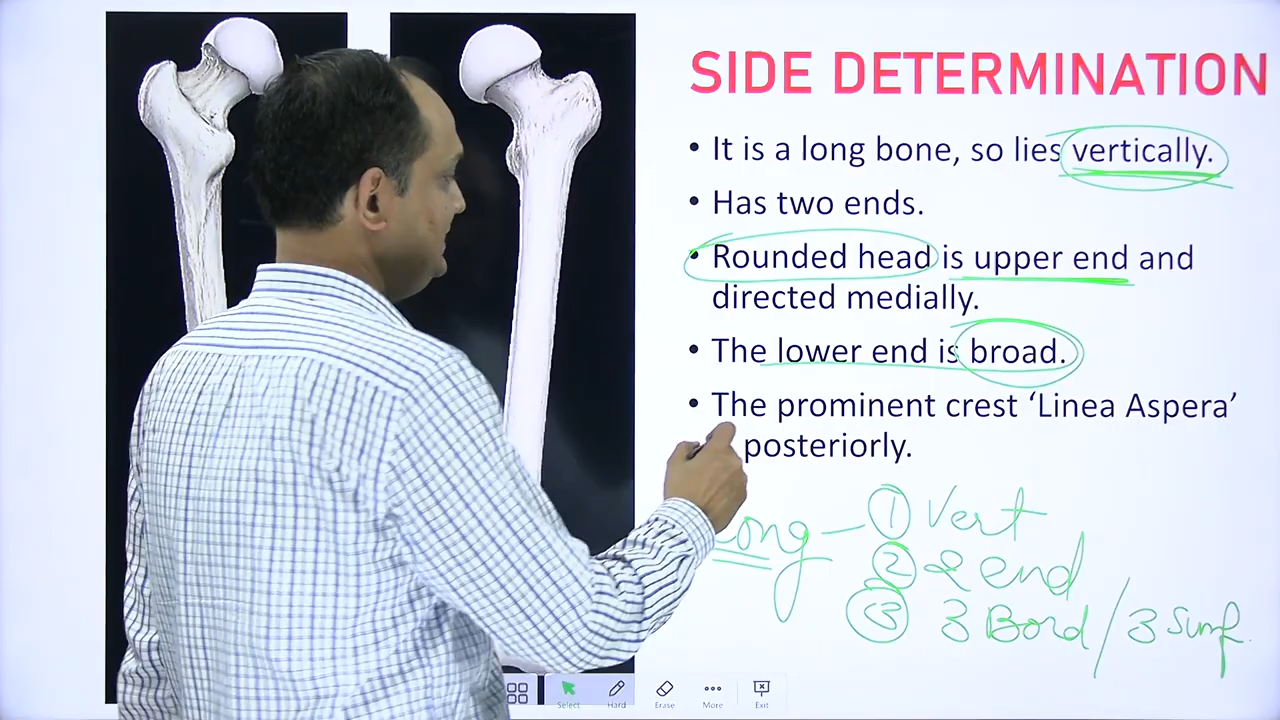 SIDE DETERMINATION
• It is a long bone, so lies vertically.
• Has two ends.
• Rounded head is upper end and
directed medially.
• The lower end is broad.
• The prominent crest ‘Linea Aspera’
posteriorly.
Long – ① Vert
② 2 end
③ 3 Bord / 3 Surf.
Select Hard Erase More Exit